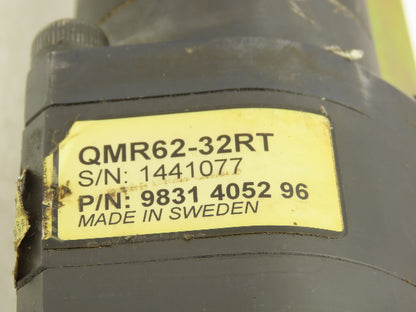 QMR62-32RT
S/N: 1441077
P/N: 9831 4052 96
MADE IN SWEDEN